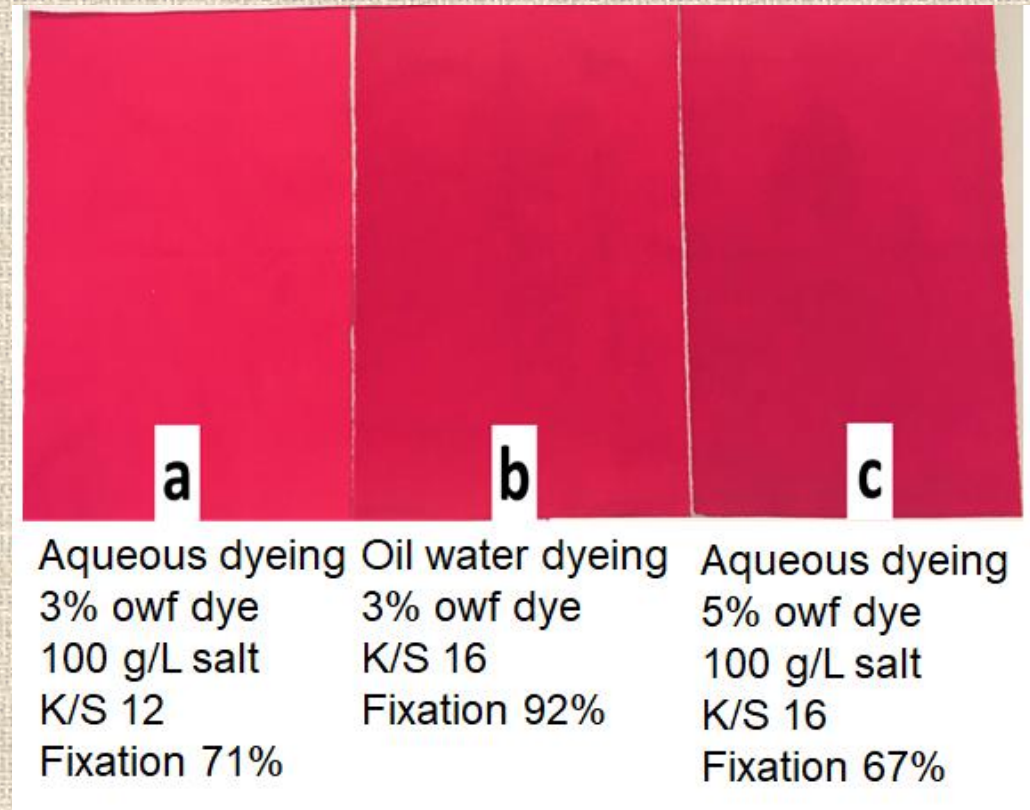 a
b
c
Aqueous dyeing
3% owf dye
100 g/L salt
K/S 12
Fixation 71%
Oil water dyeing
3% owf dye
K/S 16
Fixation 92%
Aqueous dyeing
5% owf dye
100 g/L salt
K/S 16
Fixation 67%